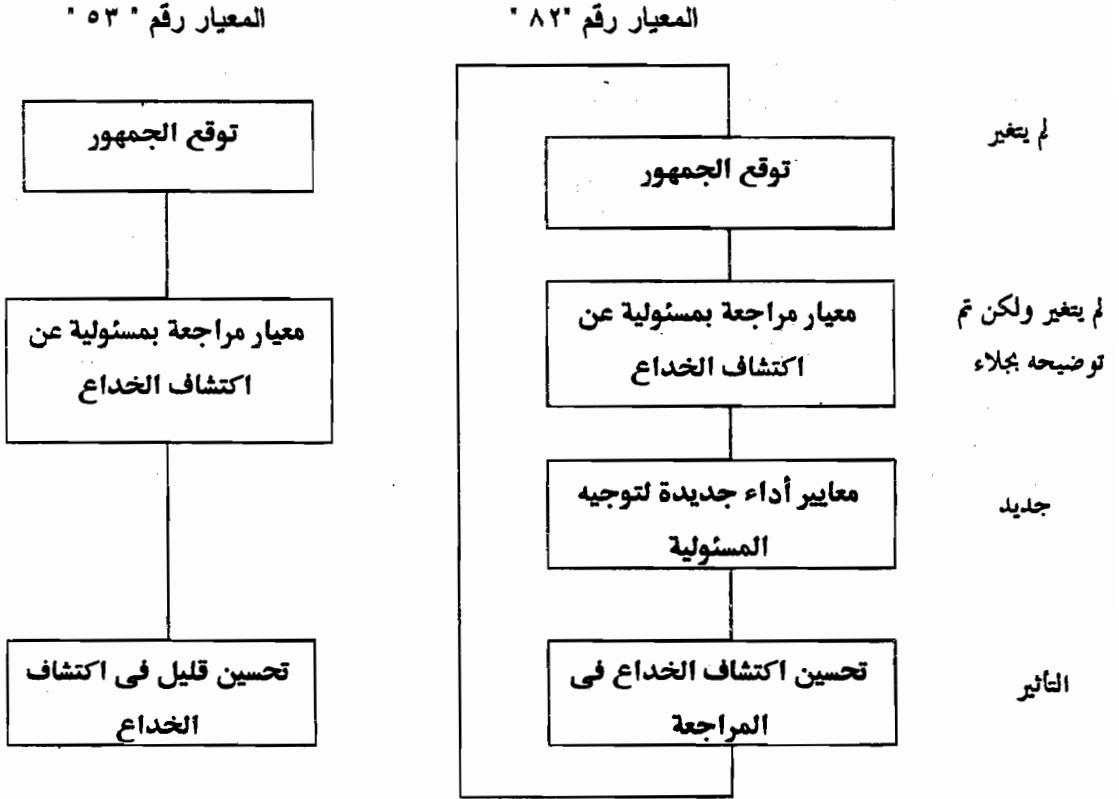 المعيار رقم "٨٢"
المعيار رقم "٥٣"
لم يتغير
توقع الجمهور
توقع الجمهور
لم يتغير ولكن تم
توضيحه بجلاء
معيار مراجعة بمسئولية عن
اكتشاف الخداع
معيار مراجعة بمسئولية عن
اكتشاف الخداع
جديد
معايير أداء جديدة لتوجيه
المسئولية
التأثير
تحسين اكتشاف الخداع فى
المراجعة
تحسين قليل فى اكتشاف
الخداع